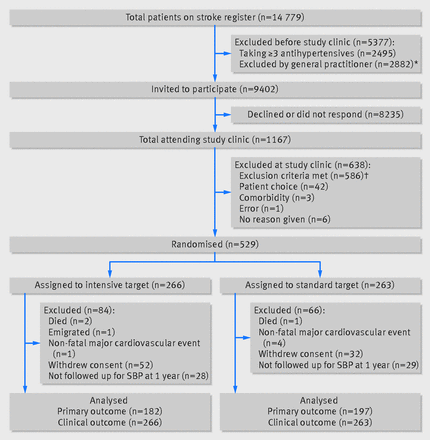 Total patients on stroke register (n=14 779)
Excluded before study clinic (n=5377):
Taking ≥3 antihypertensives (n=2495)
Excluded by general practitioner (n=2882)*
Invited to participate (n=9402)
Declined or did not respond (n=8235)
Total attending study clinic (n=1167)
Excluded at study clinic (n=638):
Exclusion criteria met (n=586)†
Patient choice (n=42)
Comorbidity (n=3)
Error (n=1)
No reason given (n=6)
Randomised (n=529)
Assigned to intensive target (n=266)
Excluded (n=84):
Died (n=2)
Emigrated (n=1)
Non-fatal major cardiovascular event
(n=1)
Withdrew consent (n=52)
Not followed up for SBP at 1 year (n=28)
Analysed
Primary outcome (n=182)
Clinical outcome (n=266)
Assigned to standard target (n=263)
Excluded (n=66):
Died (n=1)
Non-fatal major cardiovascular event
(n=4)
Withdrew consent (n=32)
Not followed up for SBP at 1 year (n=29)
Analysed
Primary outcome (n=197)
Clinical outcome (n=263)